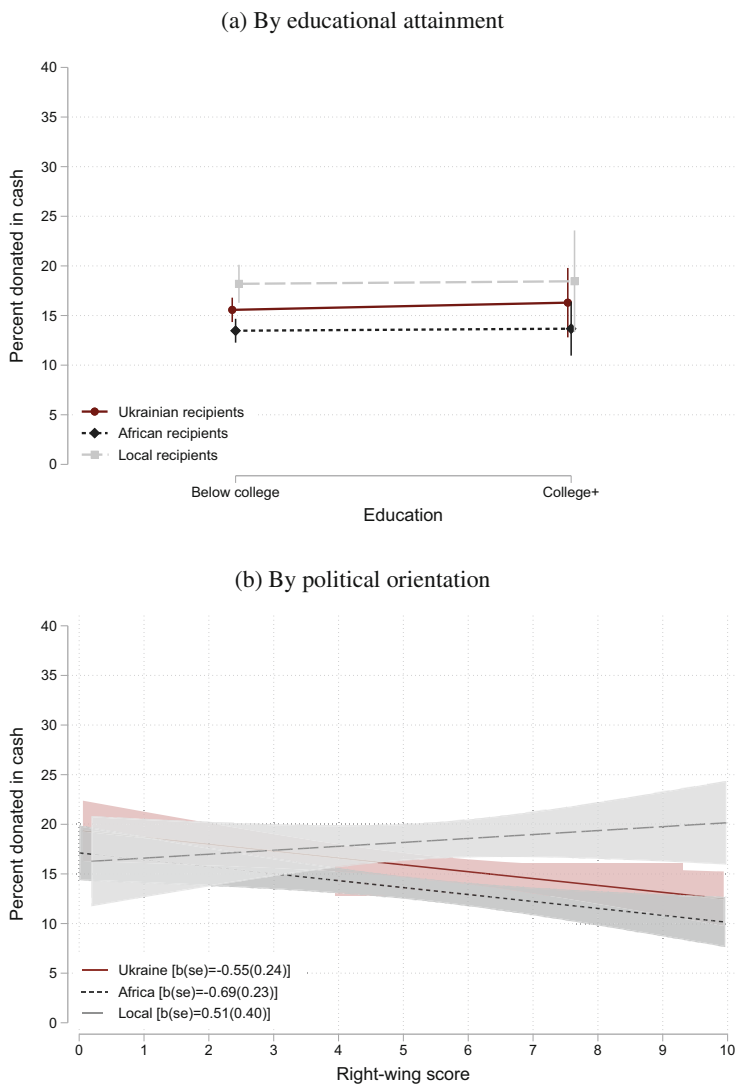 (a) By educational attainment
40
35
30
25
20
15
10
5
0
Percent donated in cash
Ukrainian recipients
African recipients
Local recipients
Below college
College+
Education
(b) By political orientation
40
35
30
25
20
15
10
5
0
Percent donated in cash
Ukraine [b(se)=-0.55(0.24)]
Africa [b(se)=-0.69(0.23)]
Local [b(se)=0.51(0.40)]
0 1 2 3 4 5 6 7 8 9 10
Right-wing score